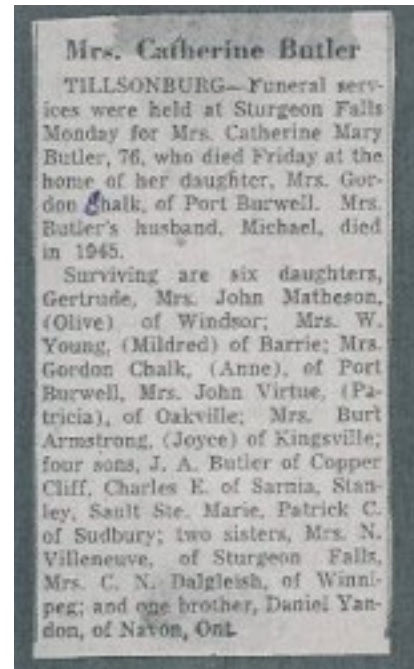 Mrs. Catherine Butler
TILLSONBURG—Funeral serv-
ices were held at Sturgeon Falls
Monday for Mrs. Catherine Mary
Butler, 76, who died Friday at the
home of her daughter, Mrs. Gor-
don Chalk, of Port Burwell. Mrs.
Butler's husband, Michael, died
in 1945.
Surviving are six daughters,
Gertrude, Mrs. John Matheson,
(Olive) of Windsor; Mrs. W.
Young, (Mildred) of Barrie; Mrs.
Gordon Chalk, (Anne), of Port
Burwell, Mrs. John Virtue, (Pa-
tricia), of Oakville; Mrs. Burt
Armstrong, (Joyce) of Kingsville;
four sons, J. A. Butler of Copper
Cliff, Charles E. of Sarnia, Stan-
ley, Sault Ste. Marie, Patrick C.
of Sudbury; two sisters, Mrs. N.
Villeneuve, of Sturgeon Falls,
Mrs. C. N. Dalgleish, of Winni-
peg; and one brother, Daniel Yan-
don, of Navon, Ont.